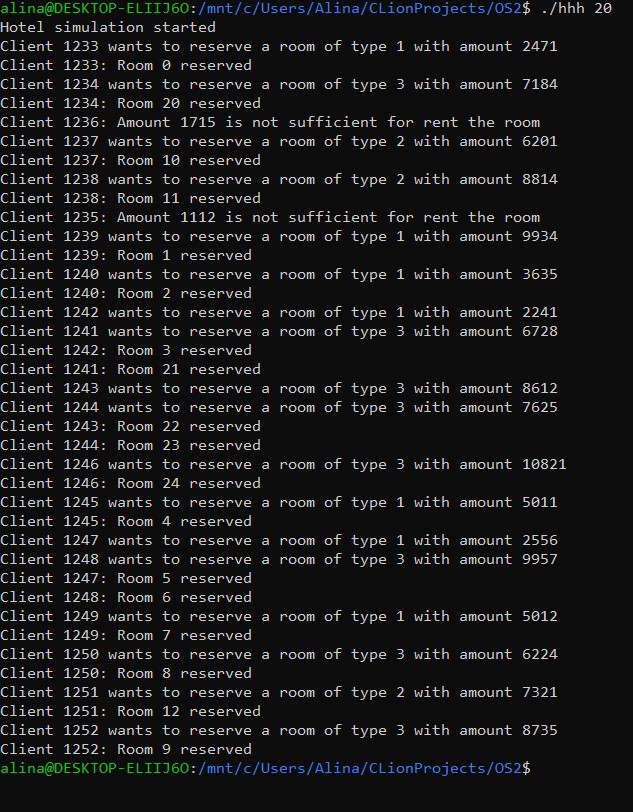 alina@DESKTOP-ELIIJ6O:/mnt/c/Users/Alina/CLionProjects/OS2$ ./hhh 20
Hotel simulation started
Client 1233 wants to reserve a room of type 1 with amount 2471
Client 1233: Room 0 reserved
Client 1234 wants to reserve a room of type 3 with amount 7184
Client 1234: Room 20 reserved
Client 1236: Amount 1715 is not sufficient for rent the room
Client 1237 wants to reserve a room of type 2 with amount 6201
Client 1237: Room 10 reserved
Client 1238 wants to reserve a room of type 2 with amount 8814
Client 1238: Room 11 reserved
Client 1235: Amount 1112 is not sufficient for rent the room
Client 1239 wants to reserve a room of type 1 with amount 9934
Client 1239: Room 1 reserved
Client 1240 wants to reserve a room of type 1 with amount 3635
Client 1240: Room 2 reserved
Client 1242 wants to reserve a room of type 1 with amount 2241
Client 1241 wants to reserve a room of type 3 with amount 6728
Client 1242: Room 3 reserved
Client 1241: Room 21 reserved
Client 1243 wants to reserve a room of type 3 with amount 8612
Client 1244 wants to reserve a room of type 3 with amount 7625
Client 1243: Room 22 reserved
Client 1244: Room 23 reserved
Client 1246 wants to reserve a room of type 3 with amount 10821
Client 1246: Room 24 reserved
Client 1245 wants to reserve a room of type 1 with amount 5011
Client 1245: Room 4 reserved
Client 1247 wants to reserve a room of type 1 with amount 2556
Client 1248 wants to reserve a room of type 3 with amount 9957
Client 1247: Room 5 reserved
Client 1248: Room 6 reserved
Client 1249 wants to reserve a room of type 1 with amount 5012
Client 1249: Room 7 reserved
Client 1250 wants to reserve a room of type 3 with amount 6224
Client 1250: Room 8 reserved
Client 1251 wants to reserve a room of type 2 with amount 7321
Client 1251: Room 12 reserved
Client 1252 wants to reserve a room of type 3 with amount 8735
Client 1252: Room 9 reserved
alina@DESKTOP-ELIIJ6O:/mnt/c/Users/Alina/CLionProjects/OS2$